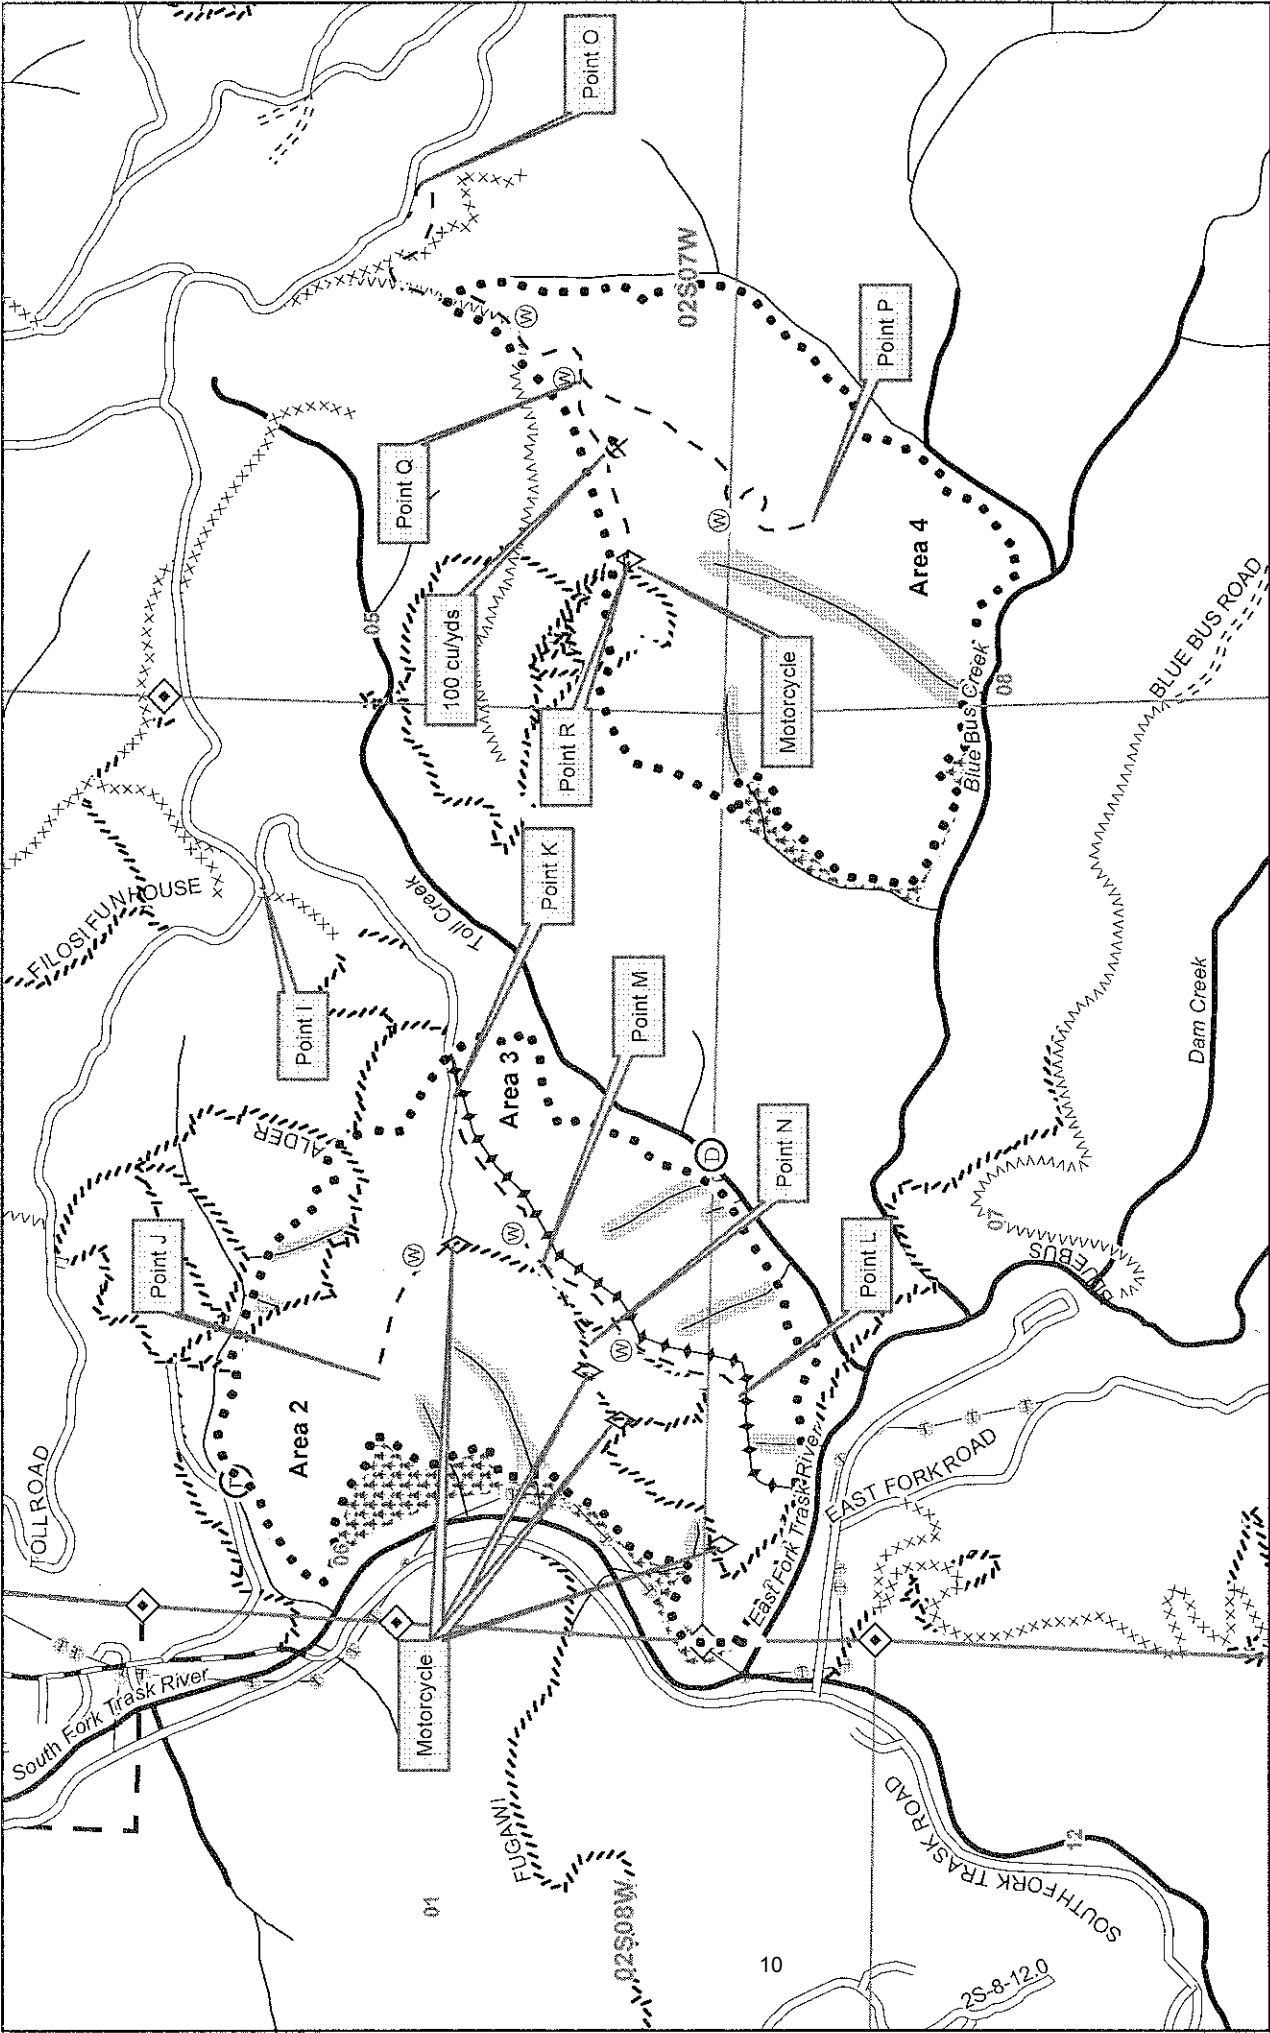 TOLL ROAD
FILOSI FUNHOUSE
South Fork Trask River
Point J
ALDER
Point I
05
Area 2
06
T
W
Motorcycle
Area 3
Point K
Toll Creek
Point Q
Point O
100 cu/yds
Point R
W
W
W
Point M
W
D
Point N
Motorcycle
W
02S07W
Point P
01
FUGAWI
02S08W
Point L
East Fork Trask River
Area 4
Blue Bus Creek
08
EAST FORK ROAD
BLUEBUS
07
BLUE BUS ROAD
Dam Creek
SOUTH FORK TRASK ROAD
12
10
2S-8-12.0